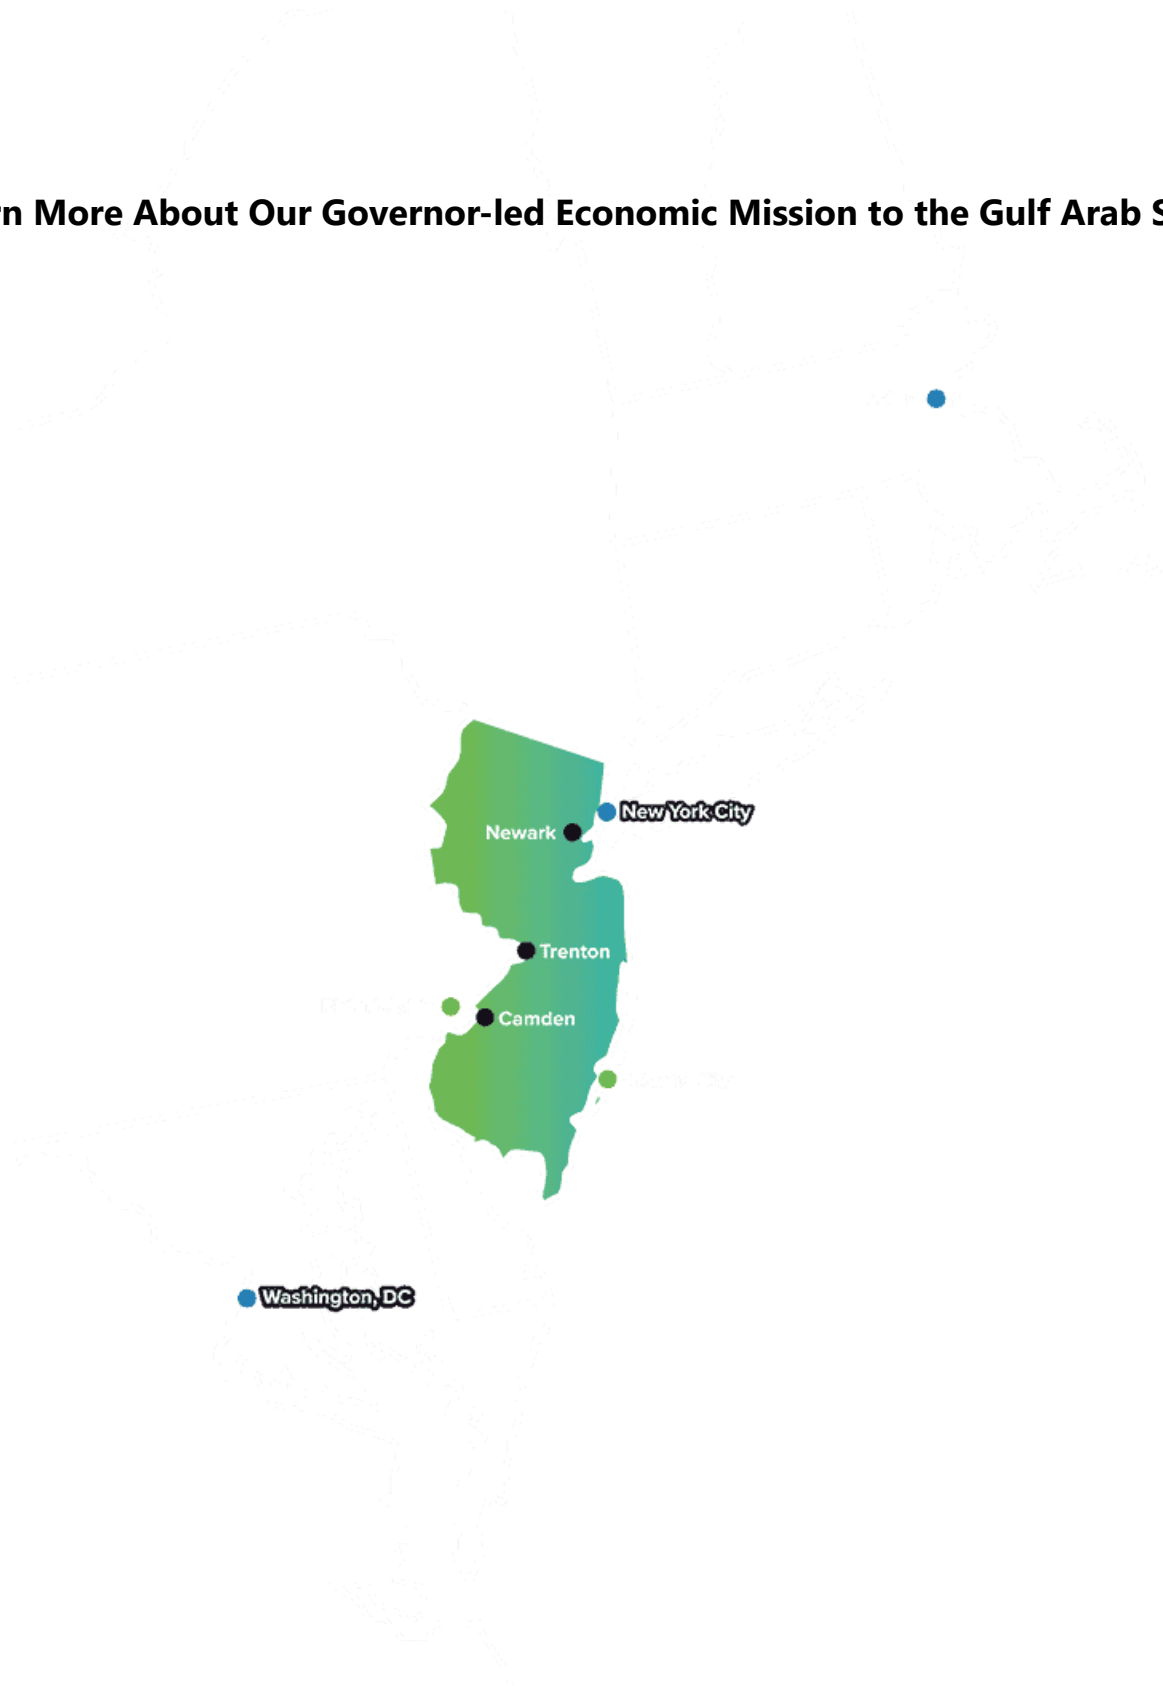 n More About Our Governor-led Economic Mission to the Gulf Arab S
New York City
Newark
Trenton
Camden
Washington, DC